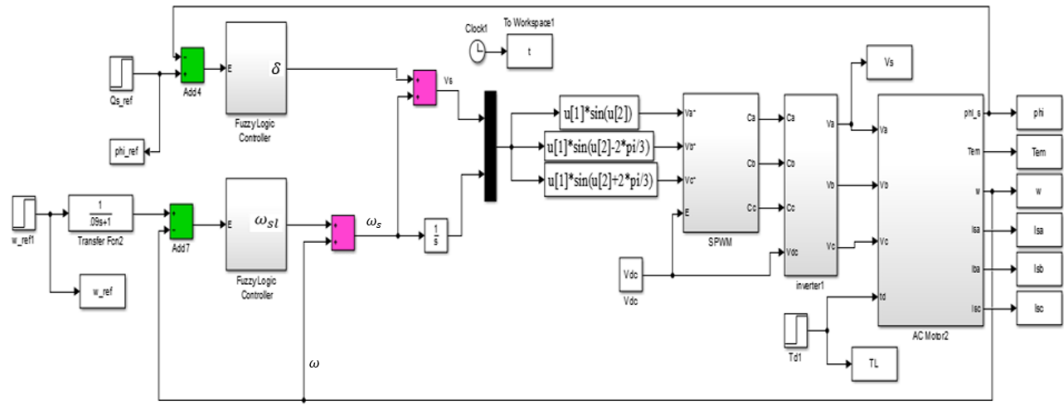 Clock1
To Workspace1
t
Qs_ref
Add4
E
δ
Fuzzy Logic
Controller
Vs
phi_ref
u[1]*sin(u[2])
u[1]*sin(u[2]-2*pi/3)
u[1]*sin(u[2]+2*pi/3)
Va*
Vb*
Vc*
E
Ca
Cb
Cc
SPWM
Ca
Cb
Cc
Vdc
Va
Vb
Vc
inverter1
Vs
Va
Vb
Vc
td
phi_s
Tem
w
Isa
Iba
Isc
AC Motor2
phi
Tem
w
Isa
Isb
Isc
w_ref1
1
.09s+1
Transfer Fcn2
w_ref
Add7
E
ωsl
Fuzzy Logic
Controller
ωs
1
s
Vdc
Vdc
Td1
TL
ω